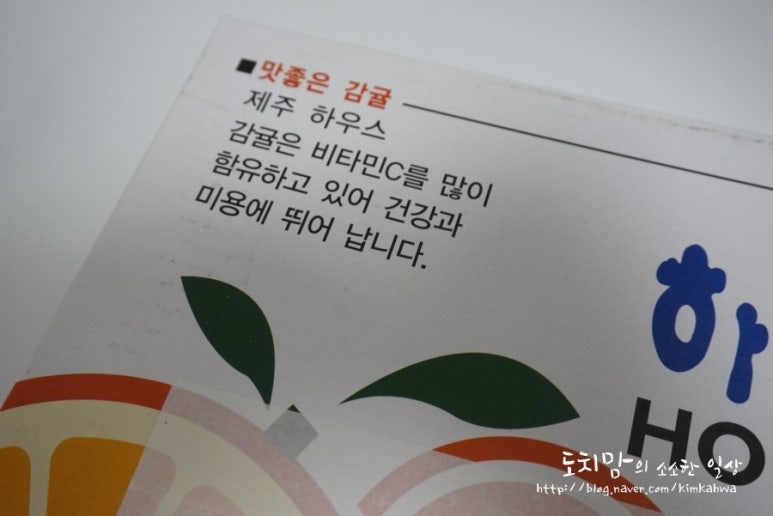 ■맛좋은 감귤
제주 하우스
감귤은 비타민C를 많이
함유하고 있어 건강과
미용에 뛰어 납니다.
하
HO
도치맘의 소소한 일상
http://blog.naver.com/kimkahwa